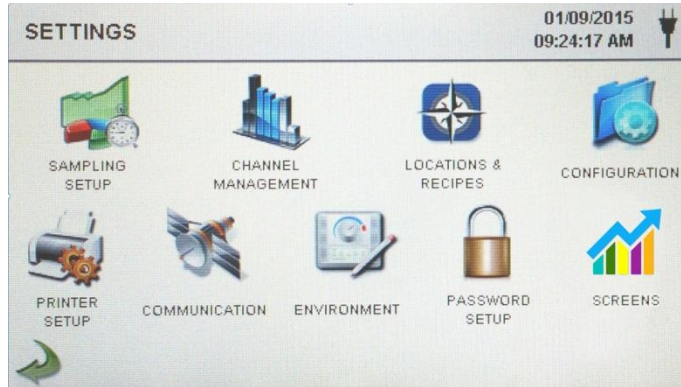 SETTINGS
01/09/2015
09:24:17 AM
SAMPLING
SETUP
CHANNEL
MANAGEMENT
LOCATIONS &
RECIPES
CONFIGURATION
PRINTER
SETUP
COMMUNICATION
ENVIRONMENT
PASSWORD
SETUP
SCREENS